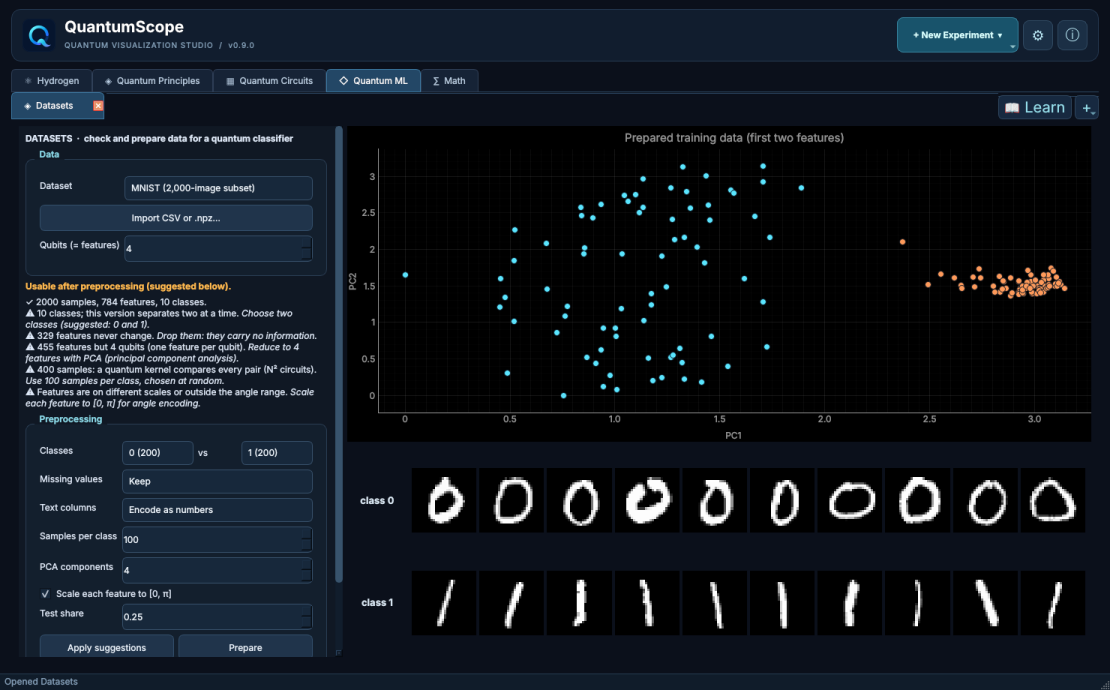 QuantumScope
QUANTUM VISUALIZATION STUDIO / v0.9.0
+ New Experiment ▾
Hydrogen
Quantum Principles
Quantum Circuits
Quantum ML
Σ Math
Datasets
Learn
+
DATASETS · check and prepare data for a quantum classifier
Data
Dataset
MNIST (2,000-image subset)
Import CSV or .npz...
Qubits (= features)
4
Usable after preprocessing (suggested below).
✓ 2000 samples, 784 features, 10 classes.
⚠ 10 classes; this version separates two at a time. Choose two
classes (suggested: 0 and 1).
⚠ 329 features never change. Drop them: they carry no information.
⚠ 455 features but 4 qubits (one feature per qubit). Reduce to 4
features with PCA (principal component analysis).
⚠ 400 samples: a quantum kernel compares every pair (N² circuits).
Use 100 samples per class, chosen at random.
⚠ Features are on different scales or outside the angle range. Scale
each feature to [0, π] for angle encoding.
Preprocessing
Classes
0 (200)
vs
1 (200)
Missing values
Keep
Text columns
Encode as numbers
Samples per class
100
PCA components
4
✓ Scale each feature to [0, π]
Test share
0.25
Apply suggestions
Prepare
Prepared training data (first two features)
3
2.5
2
1.5
1
0.5
0
PC2
0
0.5
1.0
1.5
2.0
2.5
3.0
PC1
class 0
class 1
Opened Datasets